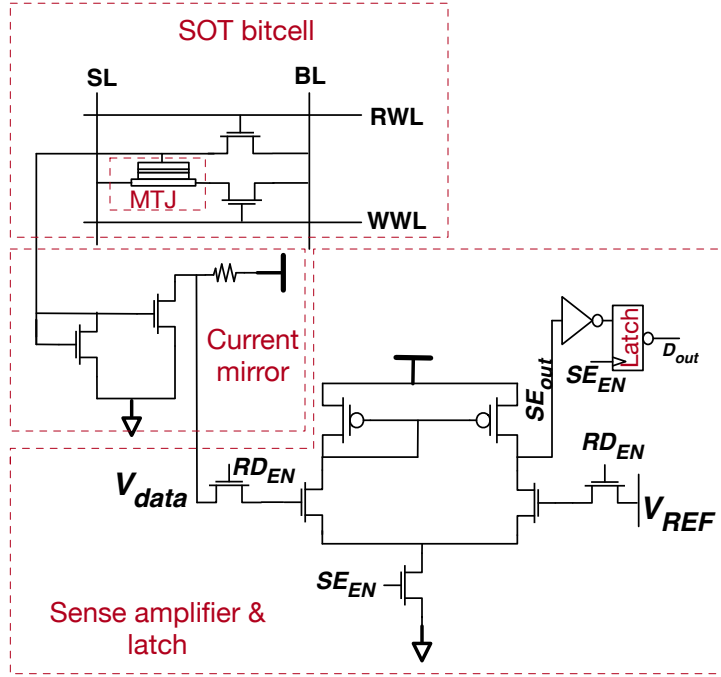 SOT bitcell
SL
BL
RWL
MTJ
WWL
Current
mirror
SE_out
Latch
SE_EN
D_out
RD_EN
V_data
RD_EN
V_REF
SE_EN
Sense amplifier &
latch